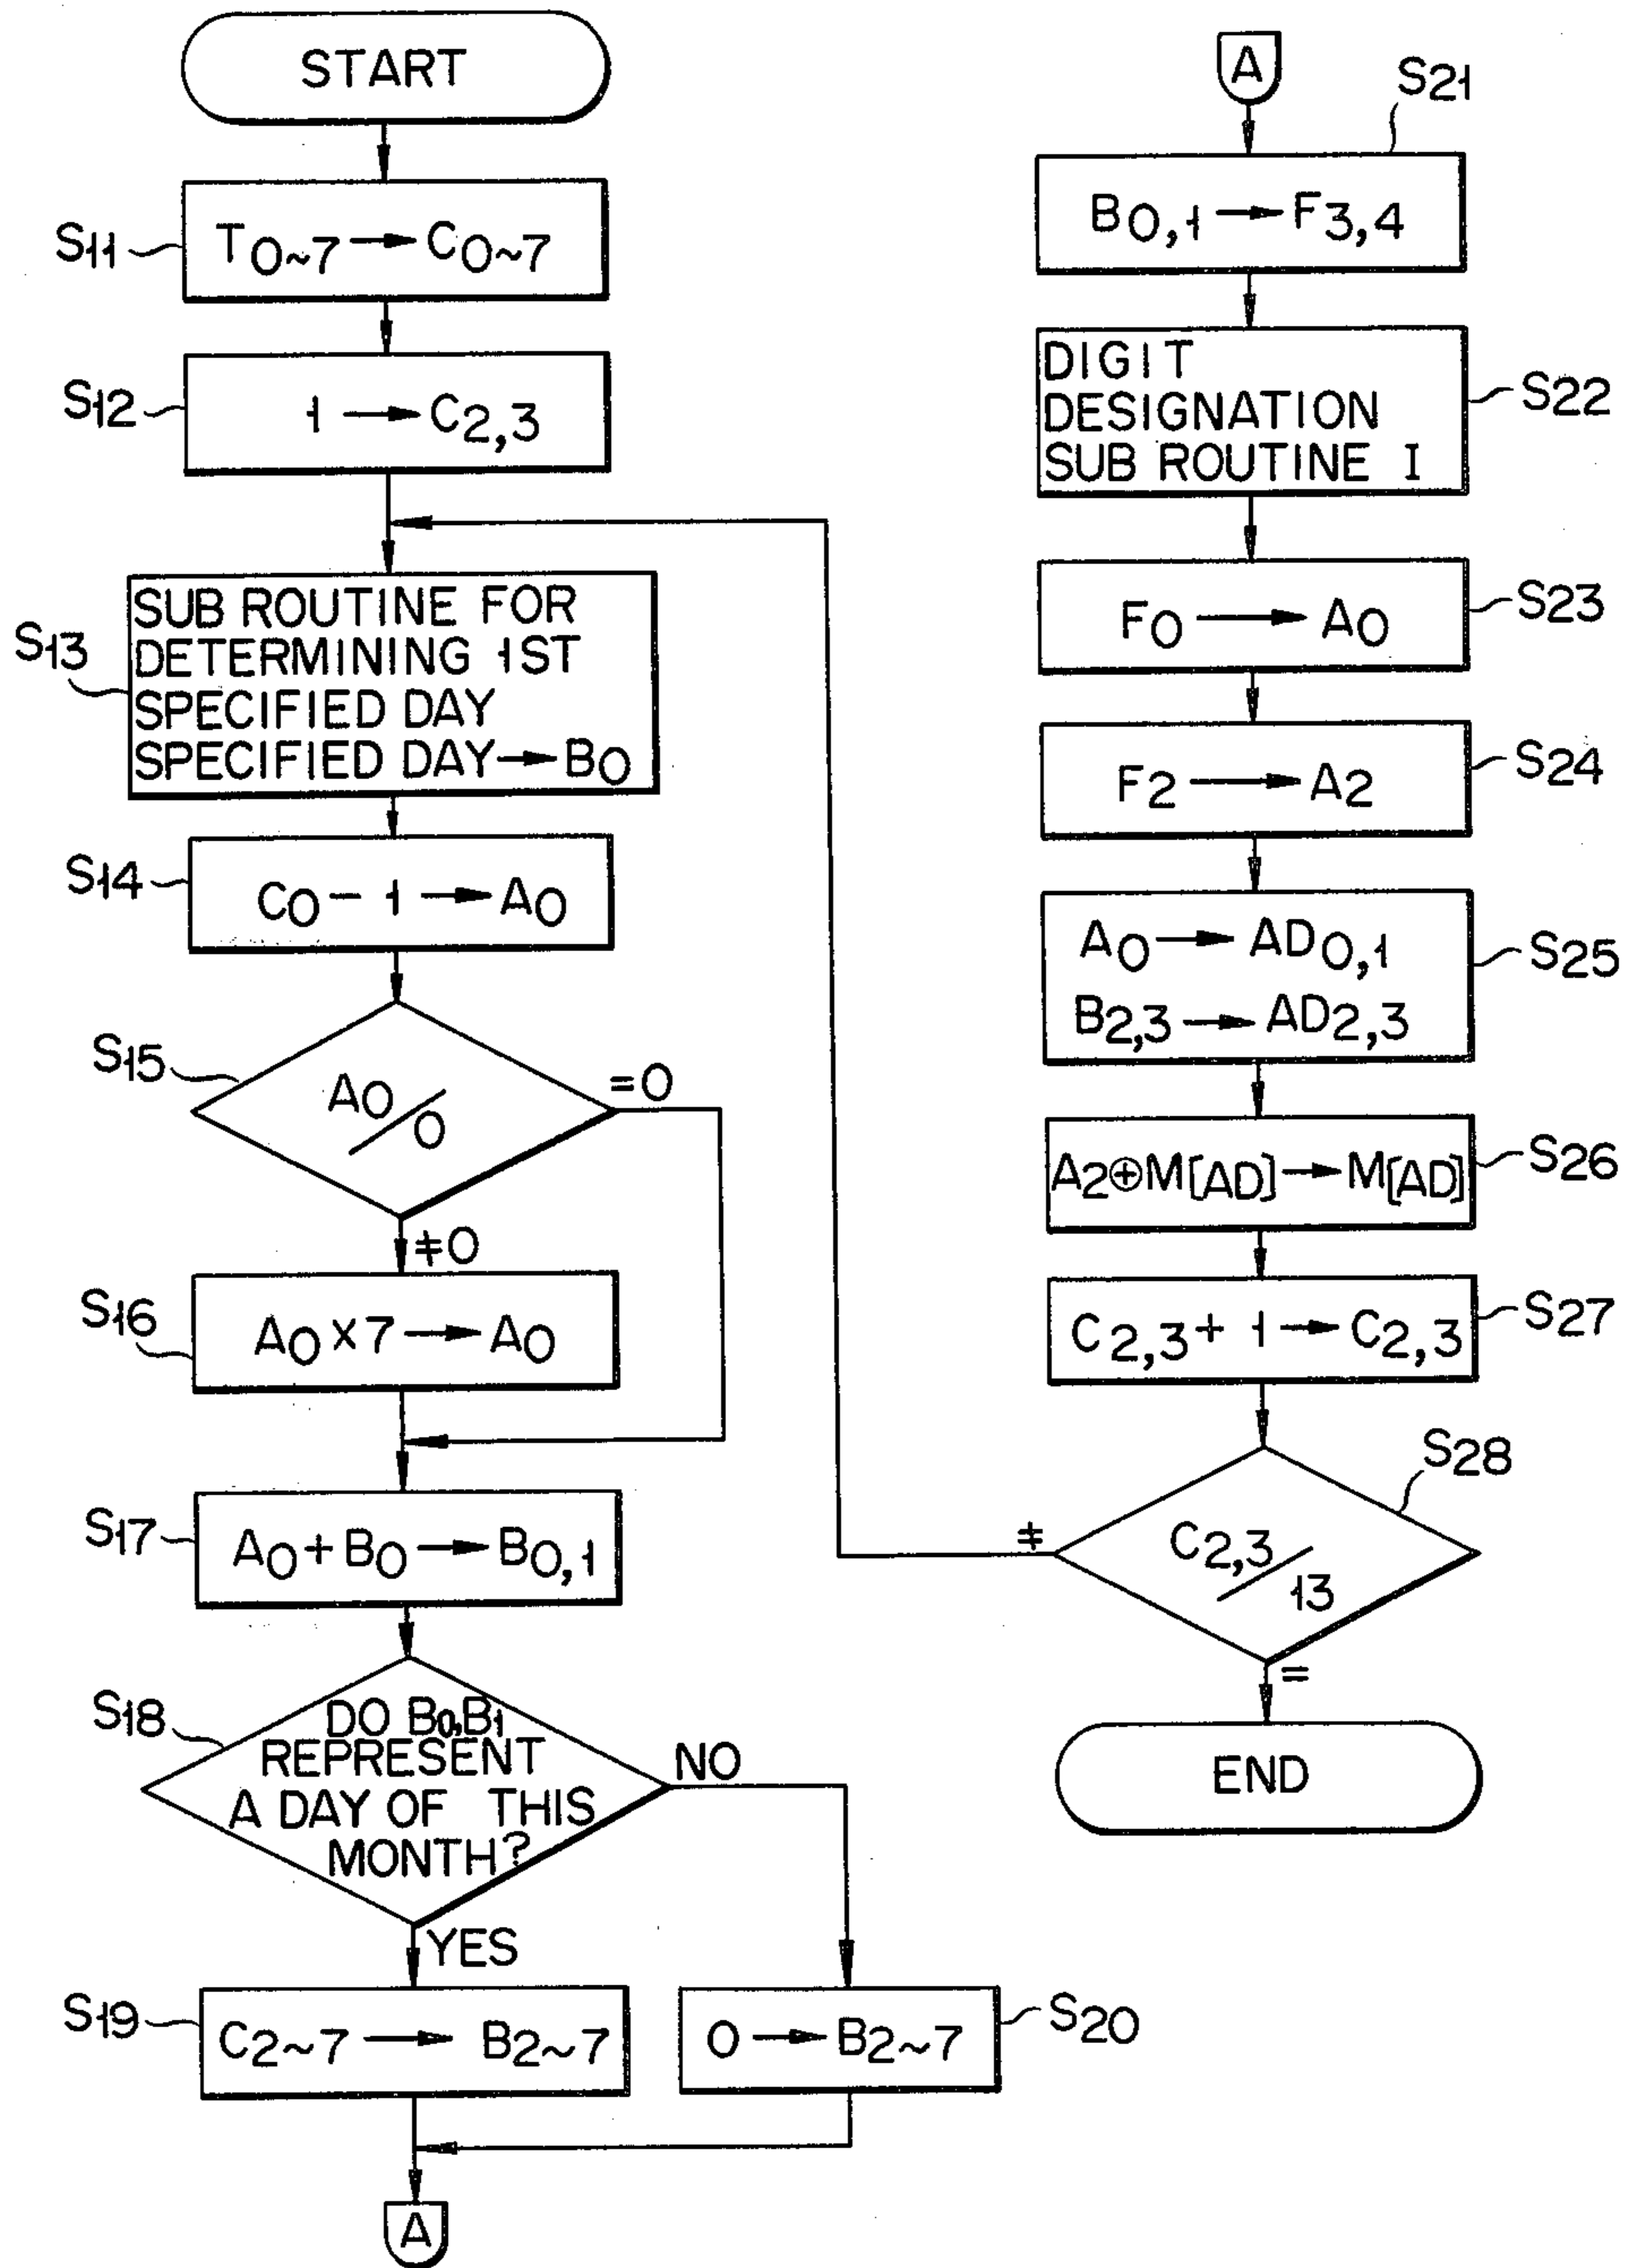 START
S11
T0~7 → C0~7
S12
1 → C2,3
S13
SUB ROUTINE FOR
DETERMINING 1ST
SPECIFIED DAY
SPECIFIED DAY → B0
S14
C0 - 1 → A0
S15
A0/0
=0
≠0
S16
A0 X 7 → A0
S17
A0 + B0 → B0,1
S18
DO B0,B1
REPRESENT
A DAY OF THIS
MONTH?
NO
YES
S19
C2~7 → B2~7
S20
0 → B2~7
A
A
S21
B0,1 → F3,4
S22
DIGIT
DESIGNATION
SUB ROUTINE I
S23
F0 → A0
S24
F2 → A2
S25
A0 → AD0,1
B2,3 → AD2,3
S26
A2⊕M[AD] → M[AD]
S27
C2,3 + 1 → C2,3
S28
C2,3/13
≠
=
END